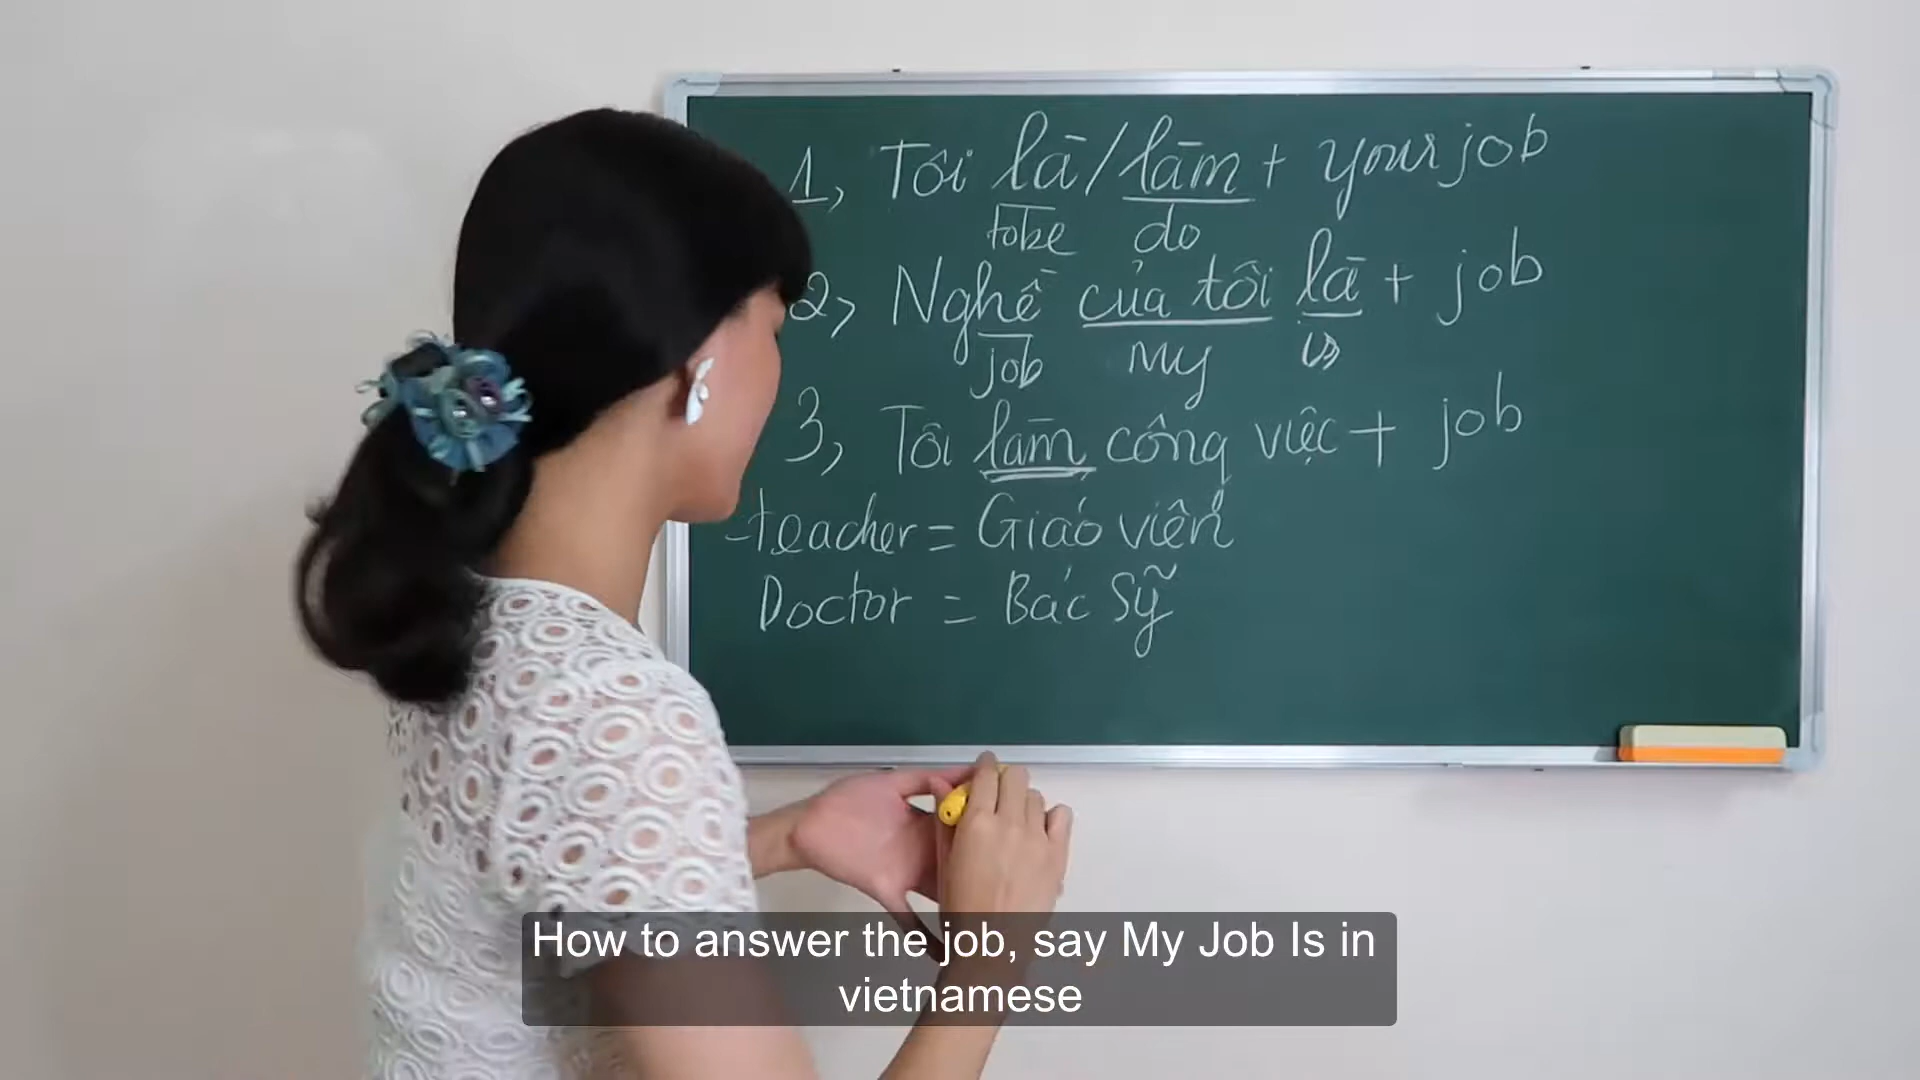 1, Tôi là/làm + your job
tobe do
2, Nghề của tôi là + job
job my is
3, Tôi làm công việc + job
-teacher = Giáo viên
Doctor = Bác Sỹ
How to answer the job, say My Job Is in
vietnamese